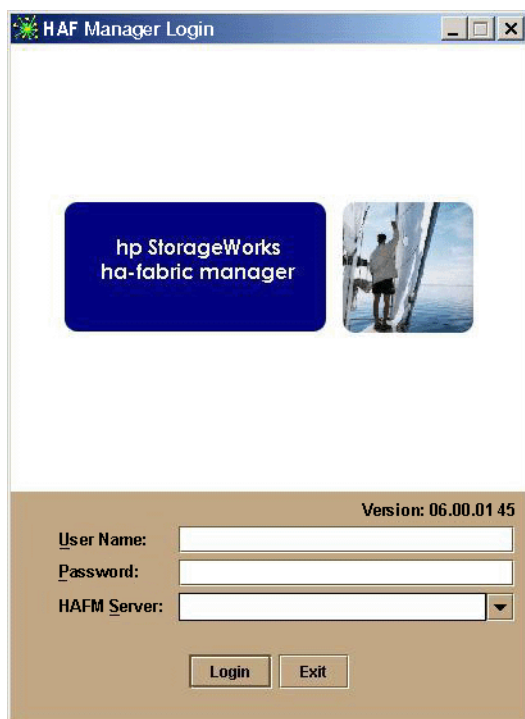 HAF Manager Login
hp StorageWorks
ha-fabric manager
Version: 06.00.01 45
User Name:
Password:
HAFM Server:
Login Exit